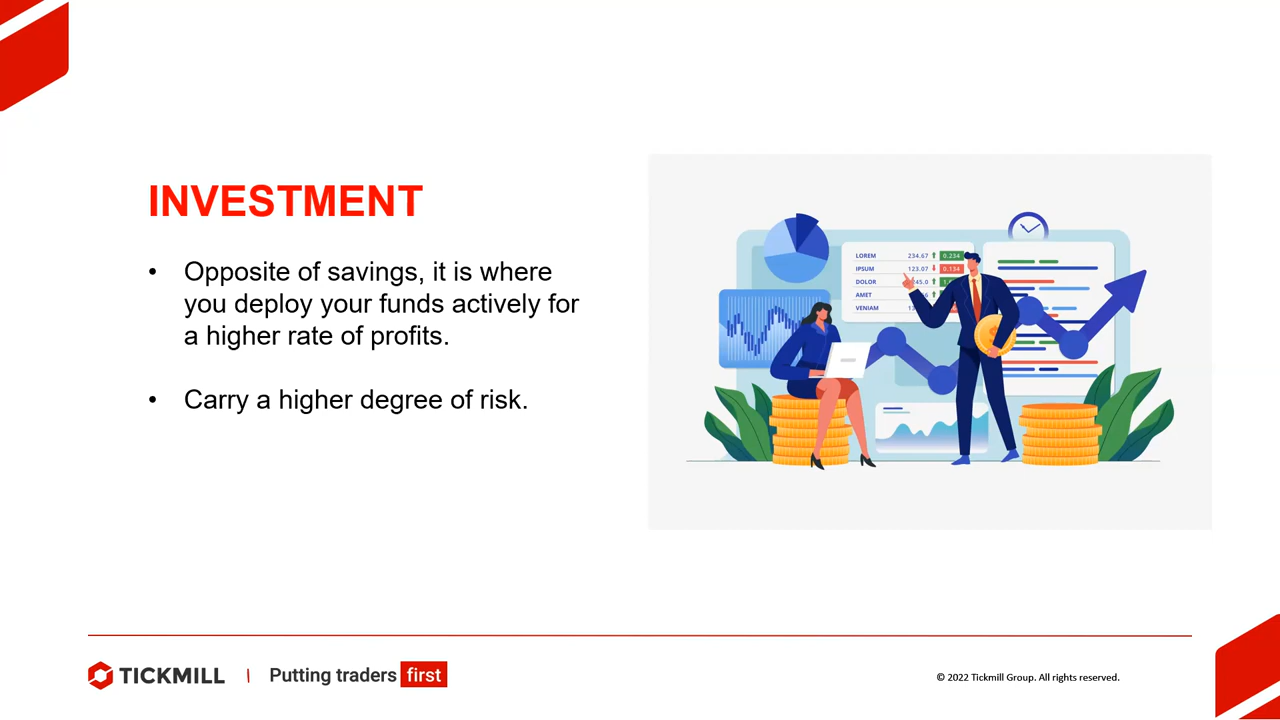 INVESTMENT
• Opposite of savings, it is where
you deploy your funds actively for
a higher rate of profits.
• Carry a higher degree of risk.
LOREM 234.67 0.234
IPSUM 123.07 0.134
DOLOR 245.0
AMET
VENIAM
TICKMILL | Putting traders first
© 2022 Tickmill Group. All rights reserved.